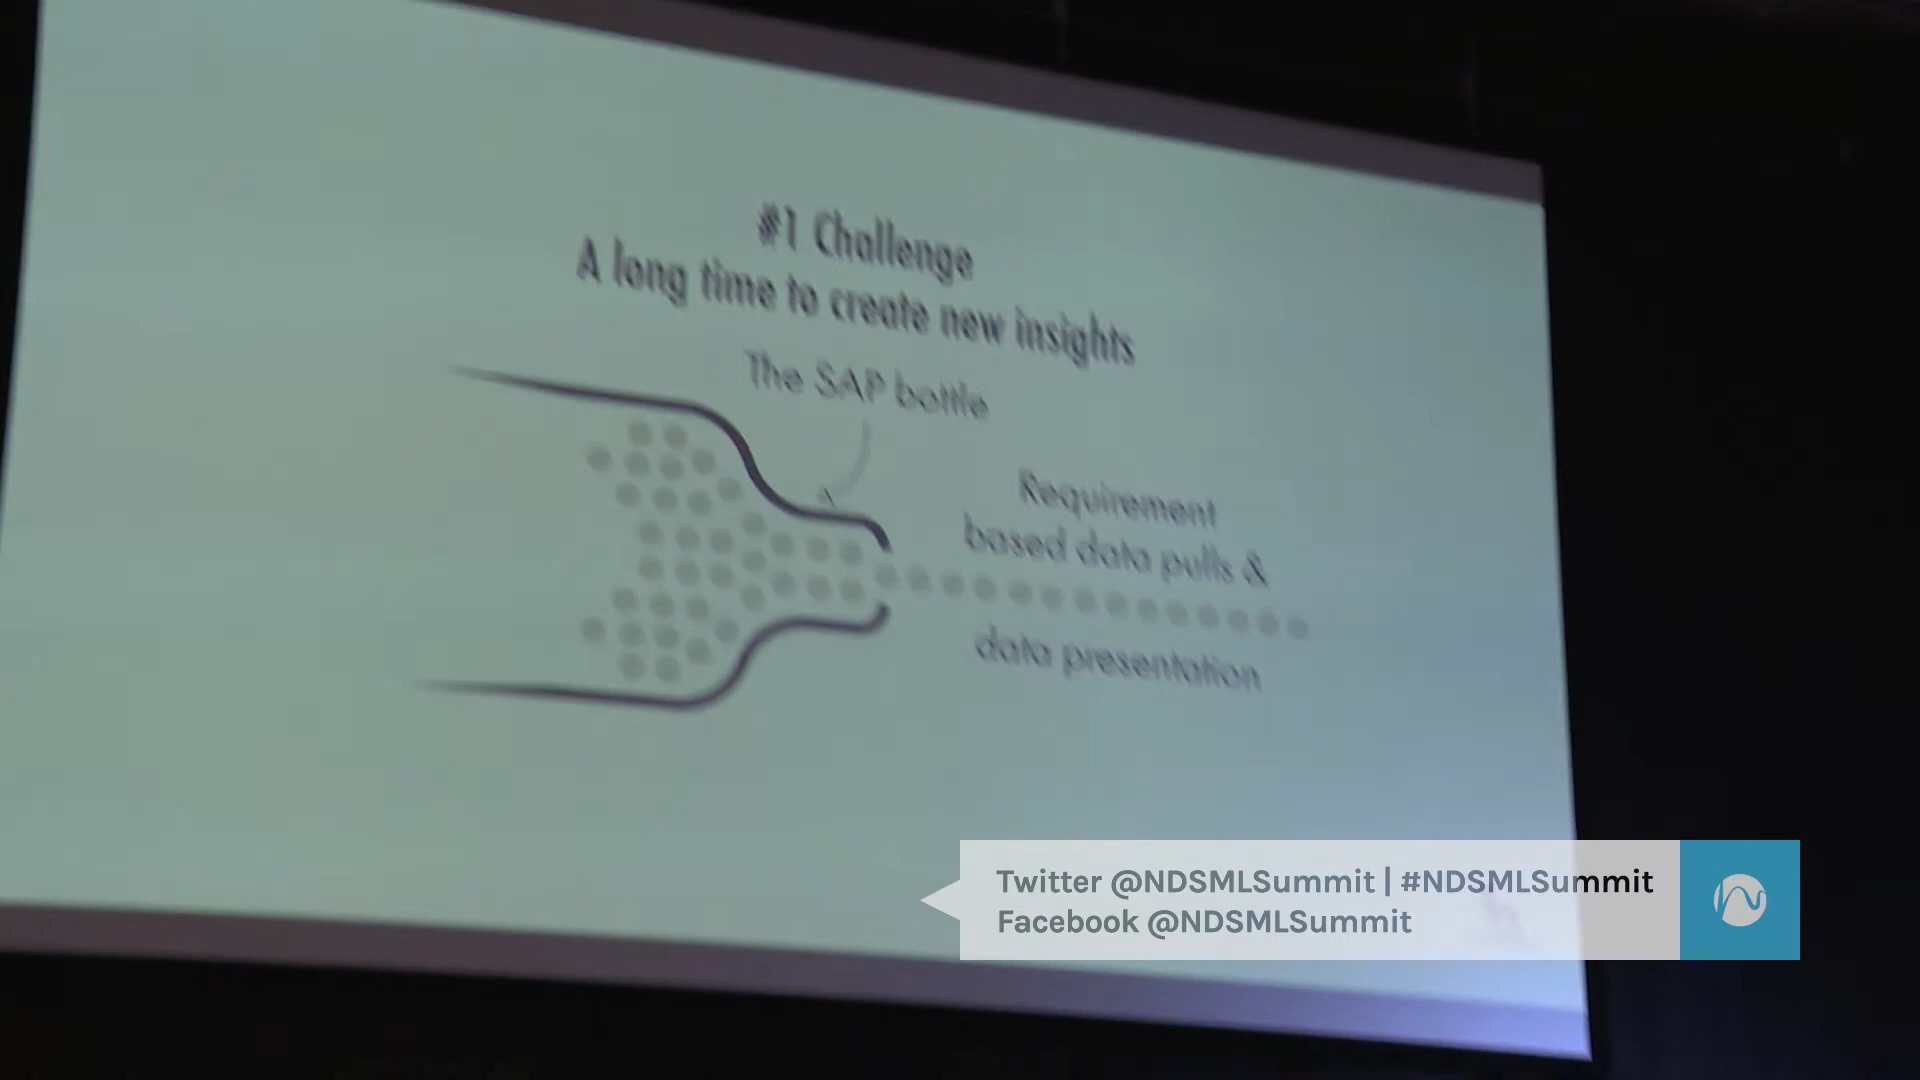 #1 Challenge
A long time to create new insights
The SAP bottle
Requirement
based data pulls &
data presentation
Twitter @NDSMLSummit | #NDSMLSummit
Facebook @NDSMLSummit